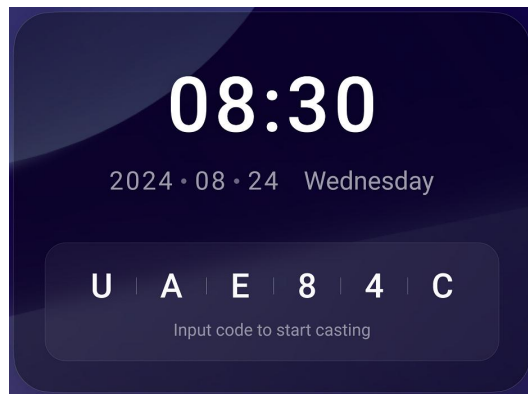 08:30
2024 • 08 • 24 Wednesday
U A E 8 4 C
Input code to start casting